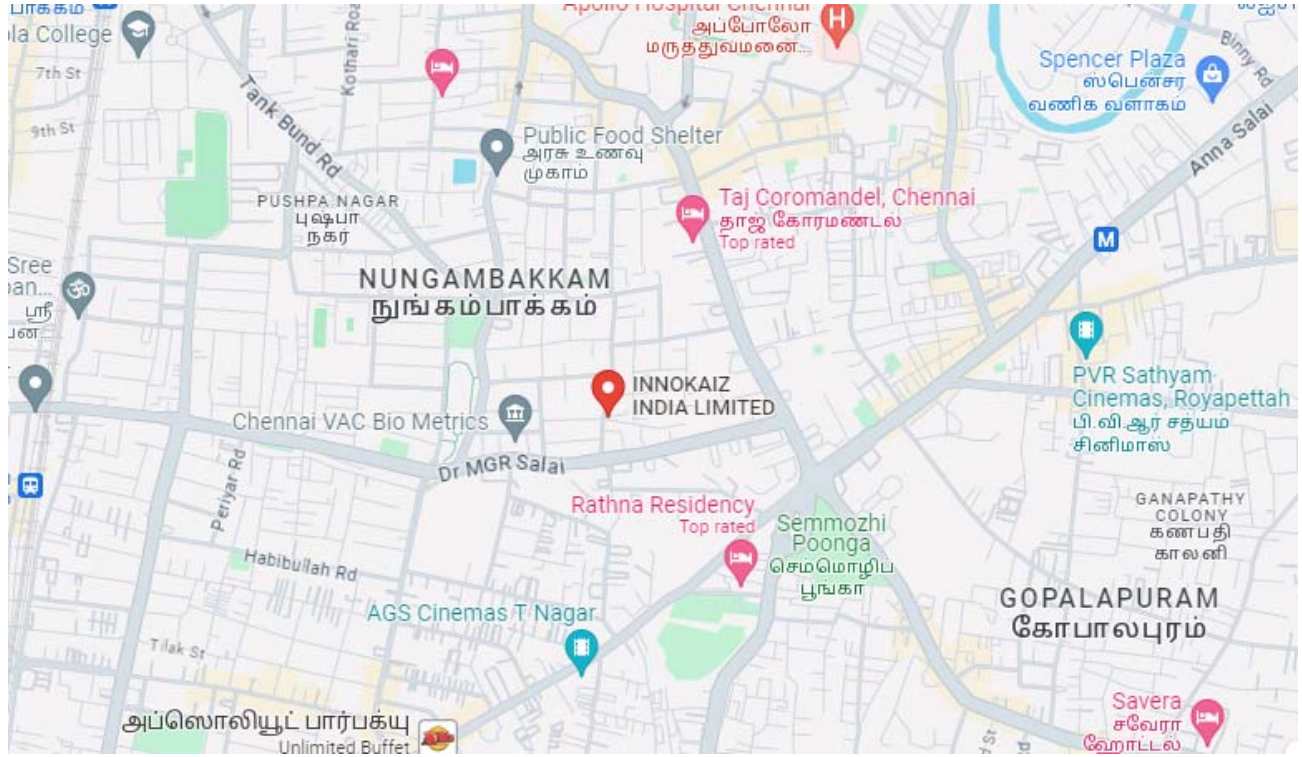 la College
7th St
9th St
Kothari
Tank Bund Rd
Public Food Shelter
அரசு உணவு
முகாம்
Apollo Hospital Chennai
அப்போலோ
மருத்துவமனை...
Spencer Plaza
ஸ்பென்சர்
வணிக வளாகம்
Binny Rd
Anna Salai
PUSHPA NAGAR
புஷ்பா
நகர்
Taj Coromandel, Chennai
தாஜ் கோரமண்டல்
Top rated
M
Sree
ஸ்ரீ
NUNGAMBAKKAM
நுங்கம்பாக்கம்
INNOKAIZ
INDIA LIMITED
PVR Sathyam
Cinemas, Royapettah
பி.வி.ஆர் சத்யம்
சினிமாஸ்
Chennai VAC Bio Metrics
Dr MGR Salai
Periyar Rd
Rathna Residency
Top rated
Semmozhi
Poonga
செம்மொழிப்
பூங்கா
GANAPATHY
COLONY
கணபதி
காலனி
Habibullah Rd
AGS Cinemas T Nagar
GOPALAPURAM
கோபாலபுரம்
Tilak St
அப்ஸொலியூட் பார்பக்யு
Unlimited Buffet
Savera
சவேரா
ஹோட்டல்